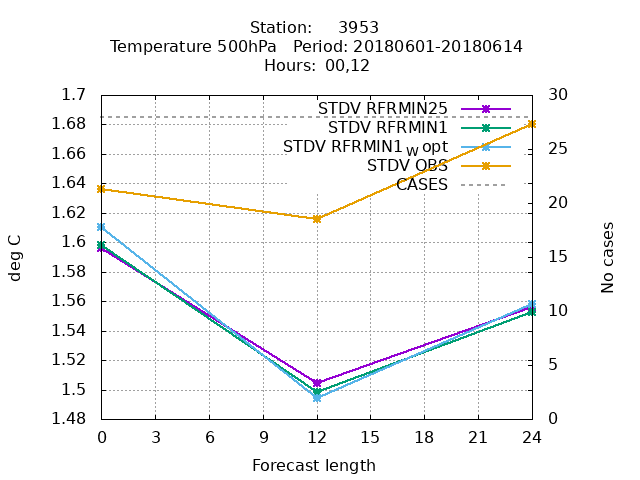 Station: 3953
Temperature 500hPa Period: 20180601-20180614
Hours: 00,12
1.7
1.68
1.66
1.64
1.62
1.6
1.58
1.56
1.54
1.52
1.5
1.48
deg C
STDV RFRMIN25
STDV RFRMIN1
STDV RFRMIN1_W opt
STDV OBS
CASES
30
25
20
15
10
5
0
No cases
0 3 6 9 12 15 18 21 24
Forecast length